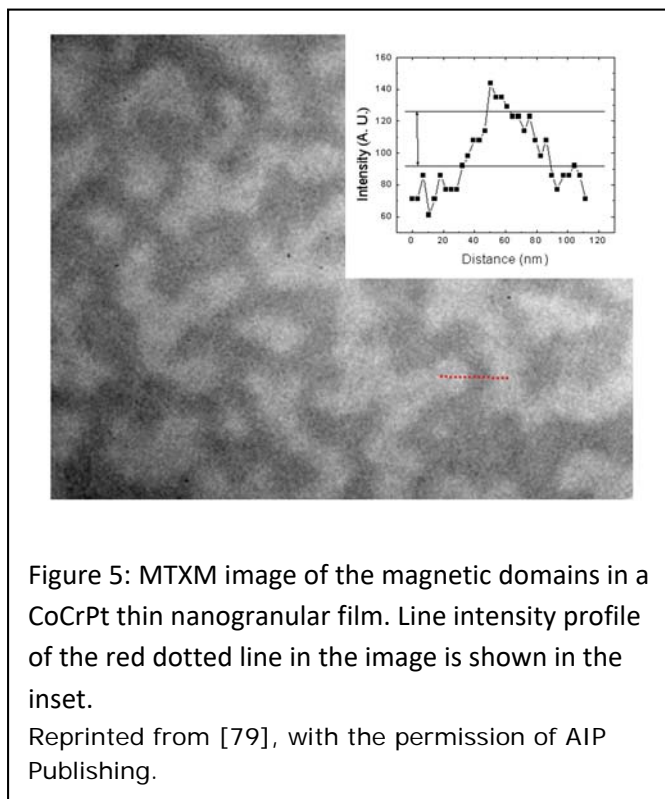 160
140
120
100
80
60
Intensity (A. U.)
0 20 40 60 80 100 120
Distance (nm)
Figure 5: MTXM image of the magnetic domains in a
CoCrPt thin nanogranular film. Line intensity profile
of the red dotted line in the image is shown in the
inset.
Reprinted from [79], with the permission of AIP
Publishing.